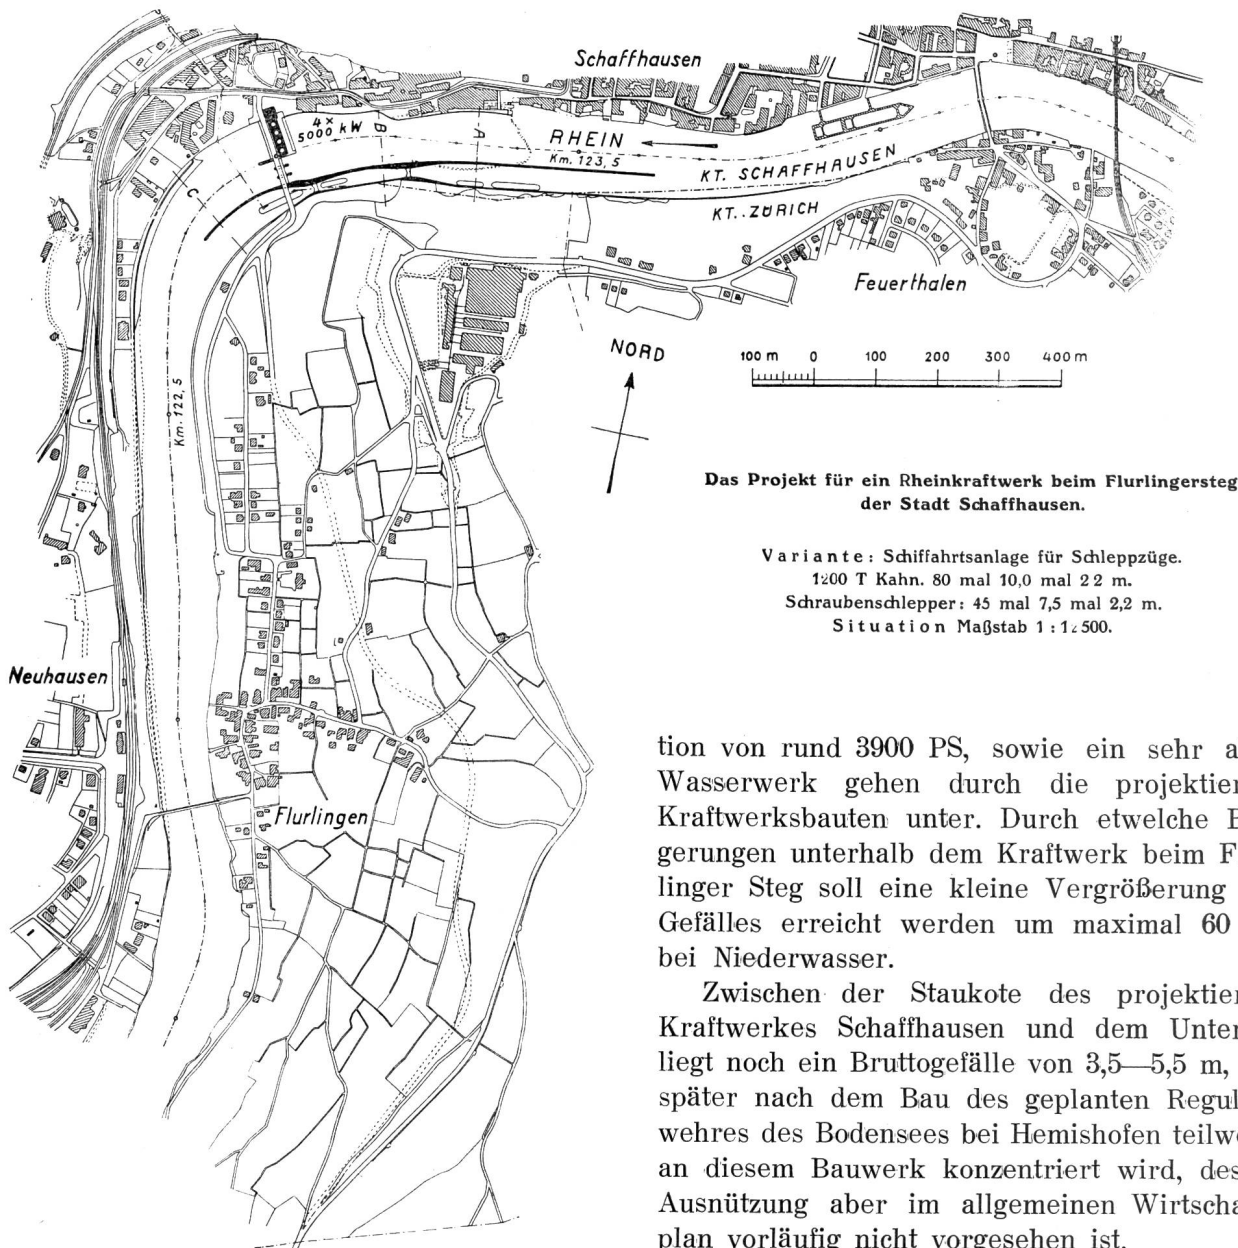 Schaffhausen
4 ×
5000 kW
B
A
RHEIN
Km. 123,5
KT. SCHAFFHAUSEN
KT. ZÜRICH
C
Feuerthalen
NORD
100 m 0 100 200 300 400 m
Km. 122,5
Das Projekt für ein Rheinkraftwerk beim Flurlingersteg
der Stadt Schaffhausen.
Variante: Schiffahrtsanlage für Schleppzüge.
1200 T Kahn. 80 mal 10,0 mal 2 2 m.
Schraubenschlepper: 45 mal 7,5 mal 2,2 m.
Situation Maßstab 1 : 12500.
Neuhausen
Flurlingen
tion von rund 3900 PS, sowie ein sehr a
Wasserwerk gehen durch die projektier
Kraftwerksbauten unter. Durch etwelche B
gerungen unterhalb dem Kraftwerk beim F
linger Steg soll eine kleine Vergrößerung
Gefälles erreicht werden um maximal 60
bei Niederwasser.
Zwischen der Staukote des projektier
Kraftwerkes Schaffhausen und dem Unter
liegt noch ein Bruttogefälle von 3,5—5,5 m,
später nach dem Bau des geplanten Regul
wehres des Bodensees bei Hemishofen teilw
an diesem Bauwerk konzentriert wird, des
Ausnützung aber im allgemeinen Wirtscha
plan vorläufig nicht vorgesehen ist.